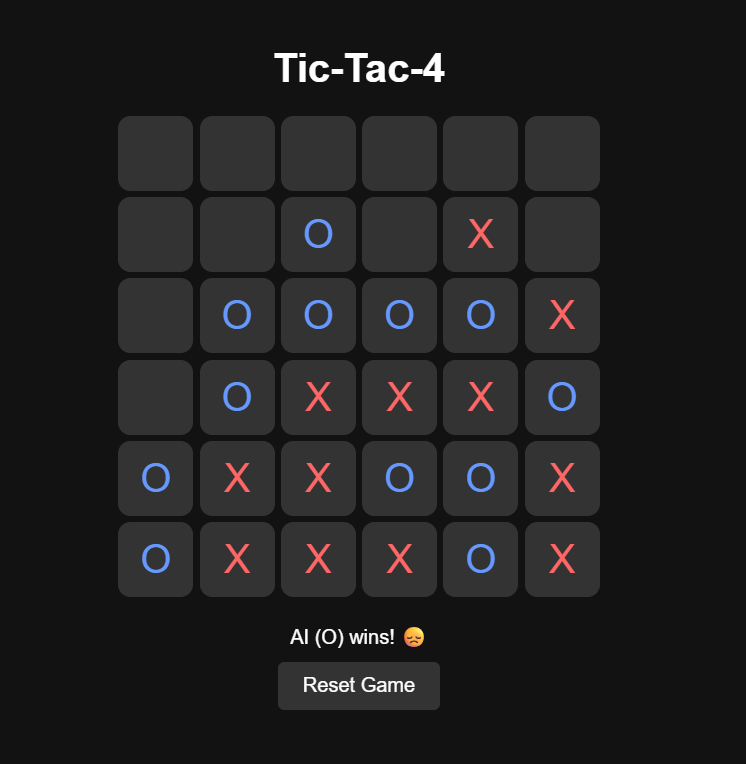 Tic-Tac-4
O X
O O O O X
O X X X O
O X X O O X
O X X X O X
AI (O) wins! 😞
Reset Game